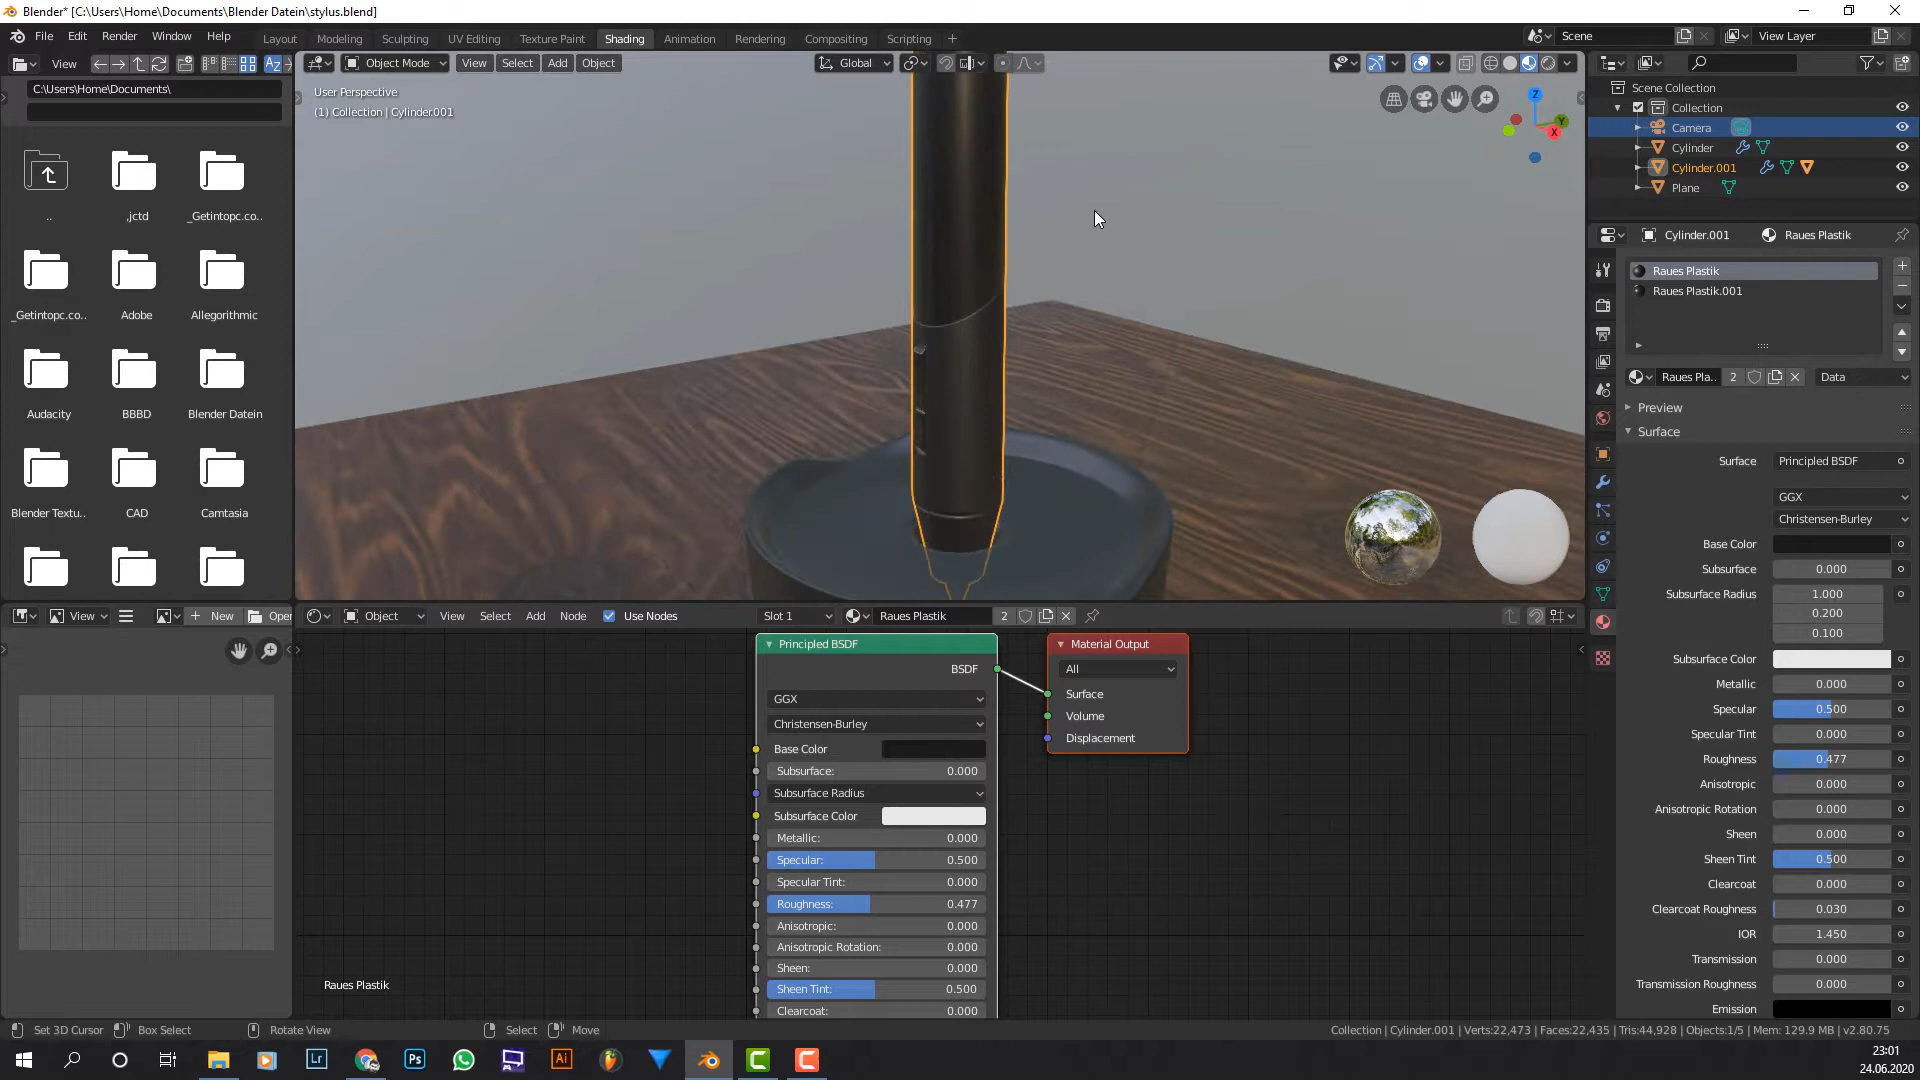 Blender* [C:\Users\Home\Documents\Blender Datein\stylus.blend]
File Edit Render Window Help
Layout Modeling Sculpting UV Editing Texture Paint Shading Animation Rendering Compositing Scripting
Scene View Layer
View
C:\Users\Home\Documents\
.. .jctd _Getintopc.co..
_Getintopc.co.. Adobe Allegorithmic
Audacity BBBD Blender Datein
Blender Textu.. CAD Camtasia
Object Mode View Select Add Object Global
User Perspective
(1) Collection | Cylinder.001
Z
Y
X
Scene Collection
Collection
Camera
Cylinder
Cylinder.001
Plane
Cylinder.001 Raues Plastik
Raues Plastik
Raues Plastik.001
Raues Pla.. 2 Data
Preview
Surface
Surface Principled BSDF
GGX
Christensen-Burley
Base Color
Subsurface 0.000
Subsurface Radius 1.000
0.200
0.100
Subsurface Color
Metallic 0.000
Specular 0.500
Specular Tint 0.000
Roughness 0.477
Anisotropic 0.000
Anisotropic Rotation 0.000
Sheen 0.000
Sheen Tint 0.500
Clearcoat 0.000
Clearcoat Roughness 0.030
IOR 1.450
Transmission 0.000
Transmission Roughness 0.000
Emission
View New Open
Object View Select Add Node Use Nodes Slot 1 Raues Plastik 2
Principled BSDF
BSDF
GGX
Christensen-Burley
Base Color
Subsurface: 0.000
Subsurface Radius
Subsurface Color
Metallic: 0.000
Specular: 0.500
Specular Tint: 0.000
Roughness: 0.477
Anisotropic: 0.000
Anisotropic Rotation: 0.000
Sheen: 0.000
Sheen Tint: 0.500
Clearcoat: 0.000
Material Output
All
Surface
Volume
Displacement
Raues Plastik
Set 3D Cursor Box Select Rotate View Select Move
Collection | Cylinder.001 | Verts:22,473 | Faces:22,435 | Tris:44,928 | Objects:1/5 | Mem: 129.9 MB | v2.80.75
Lr Ps Ai
23:01
24.06.2020